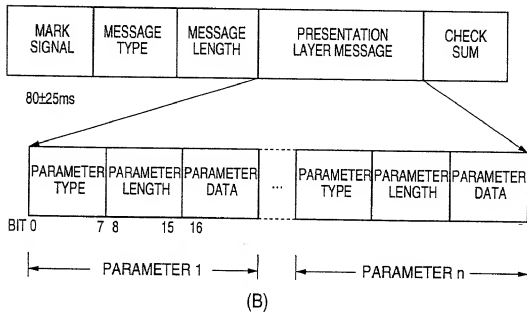 MARK SIGNAL
MESSAGE TYPE
MESSAGE LENGTH
PRESENTATION LAYER MESSAGE
CHECK SUM
80±25ms
PARAMETER TYPE
PARAMETER LENGTH
PARAMETER DATA
...
PARAMETER TYPE
PARAMETER LENGTH
PARAMETER DATA
BIT 0 7 8 15 16
PARAMETER 1
PARAMETER n
(B)